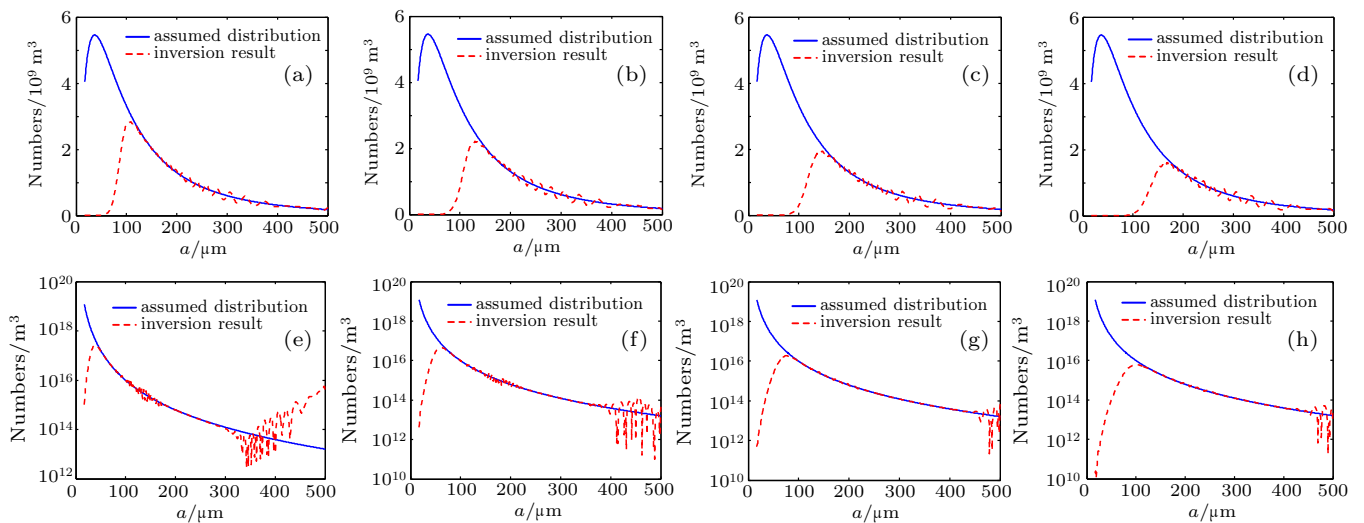 6
4
2
0
Numbers/10⁹ m³
assumed distribution
inversion result
(a)
0 100 200 300 400 500
a/µm
6
4
2
0
Numbers/10⁹ m³
assumed distribution
inversion result
(b)
0 100 200 300 400 500
a/µm
6
4
2
0
Numbers/10⁹ m³
assumed distribution
inversion result
(c)
0 100 200 300 400 500
a/µm
6
4
2
0
Numbers/10⁹ m³
assumed distribution
inversion result
(d)
0 100 200 300 400 500
a/µm
10²⁰
10¹⁸
10¹⁶
10¹⁴
10¹²
Numbers/m³
assumed distribution
inversion result
(e)
0 100 200 300 400 500
a/µm
10²⁰
10¹⁸
10¹⁶
10¹⁴
10¹²
10¹⁰
Numbers/m³
assumed distribution
inversion result
(f)
0 100 200 300 400 500
a/µm
10²⁰
10¹⁸
10¹⁶
10¹⁴
10¹²
10¹⁰
Numbers/m³
assumed distribution
inversion result
(g)
0 100 200 300 400 500
a/µm
10²⁰
10¹⁸
10¹⁶
10¹⁴
10¹²
10¹⁰
Numbers/m³
assumed distribution
inversion result
(h)
0 100 200 300 400 500
a/µm